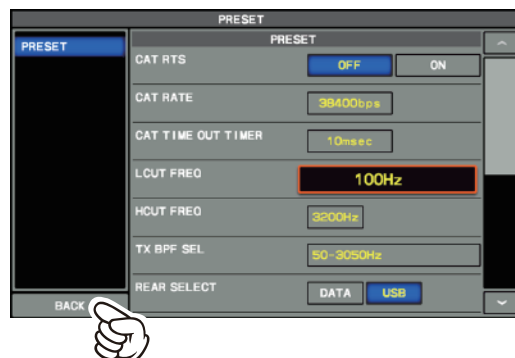 PRESET
PRESET
PRESET
CAT RTS OFF ON
CAT RATE 38400bps
CAT TIME OUT TIMER 10msec
LCUT FREQ 100Hz
HCUT FREQ 3200Hz
TX BPF SEL 50-3050Hz
REAR SELECT DATA USB
BACK